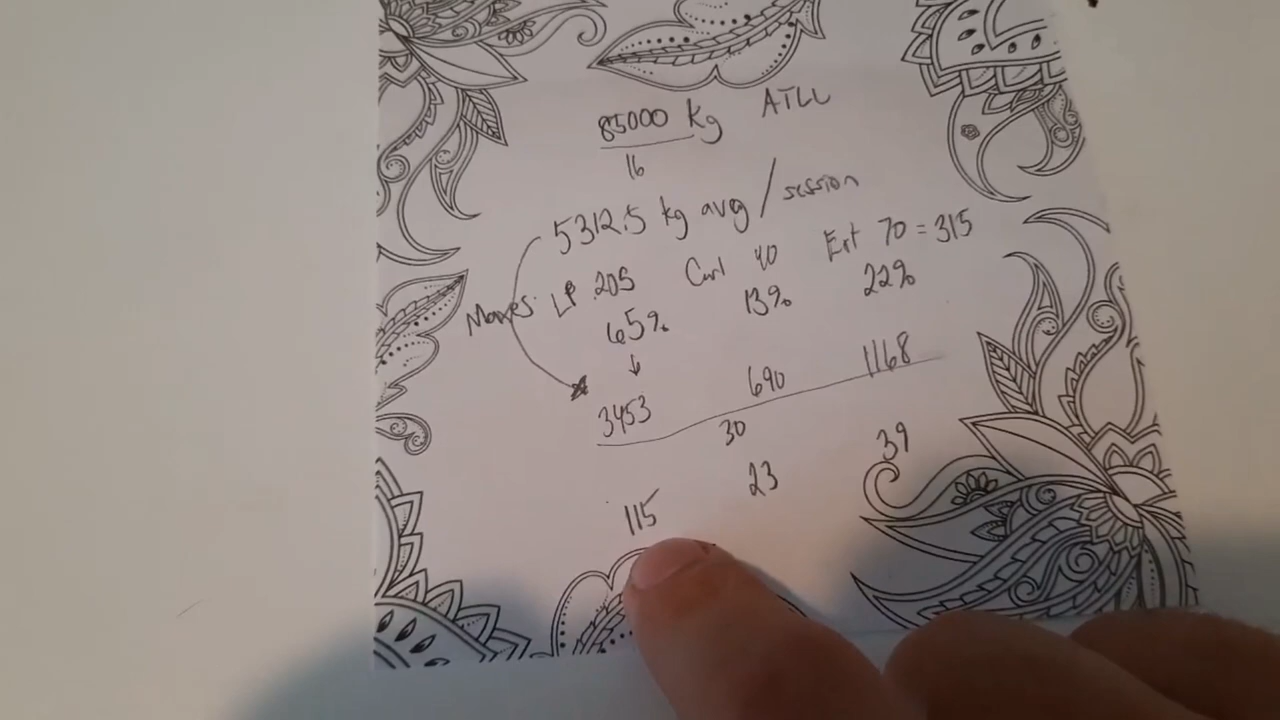 85000 kg ATLL
16
5312.5 kg avg / session
Maxes: LP 205 Curl 40 Ext 70 = 315
65% 13% 22%
3453 690 1168
30
115 23 39